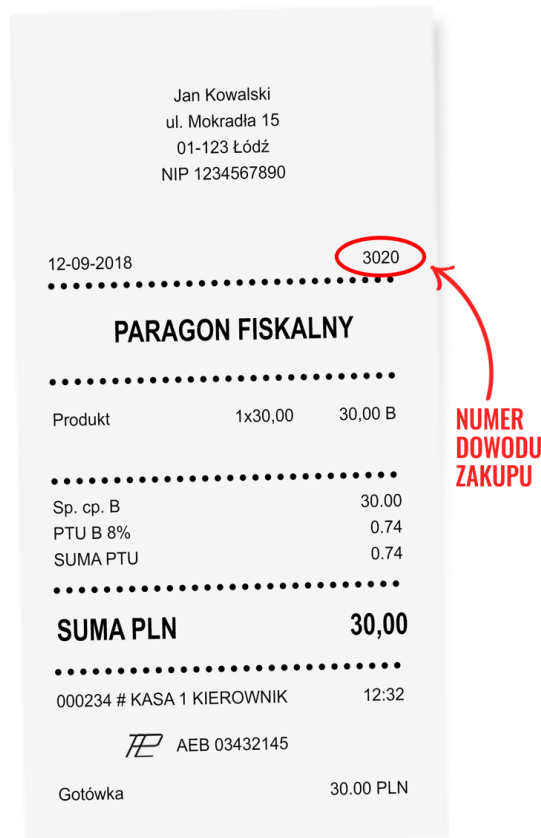 Jan Kowalski
ul. Mokradła 15
01-123 Łódź
NIP 1234567890
12-09-2018 3020
PARAGON FISKALNY
Produkt 1x30,00 30,00 B
Sp. cp. B 30.00
PTU B 8% 0.74
SUMA PTU 0.74
SUMA PLN 30,00
000234 # KASA 1 KIEROWNIK 12:32
AEB 03432145
Gotówka 30.00 PLN
NUMER
DOWODU
ZAKUPU